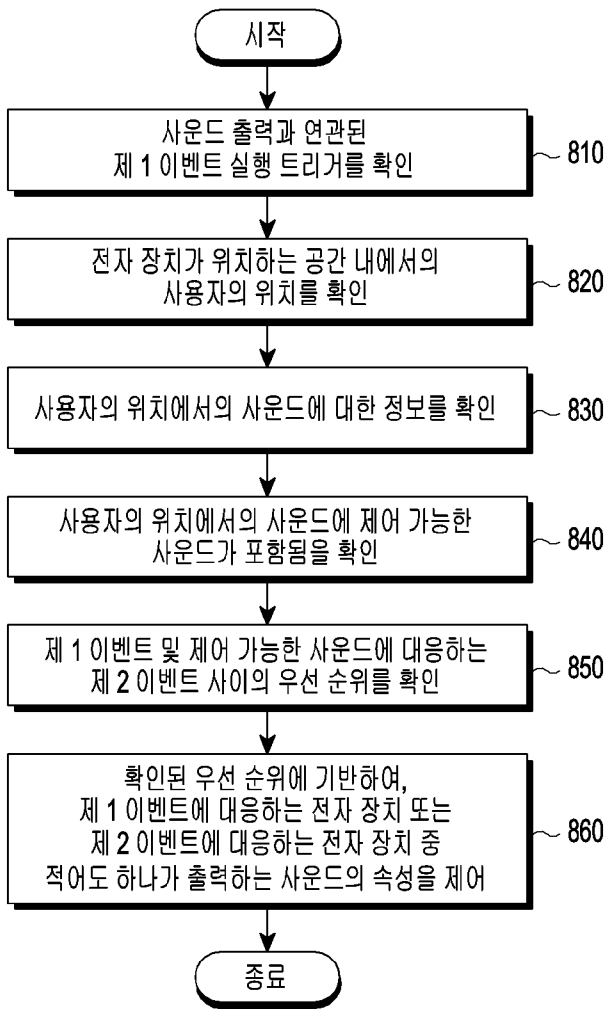 시작
사운드 출력과 연관된
제 1 이벤트 실행 트리거를 확인
810
전자 장치가 위치하는 공간 내에서의
사용자의 위치를 확인
820
사용자의 위치에서의 사운드에 대한 정보를 확인
830
사용자의 위치에서의 사운드에 제어 가능한
사운드가 포함됨을 확인
840
제 1 이벤트 및 제어 가능한 사운드에 대응하는
제 2 이벤트 사이의 우선 순위를 확인
850
확인된 우선 순위에 기반하여,
제 1 이벤트에 대응하는 전자 장치 또는
제 2 이벤트에 대응하는 전자 장치 중
적어도 하나가 출력하는 사운드의 속성을 제어
860
종료